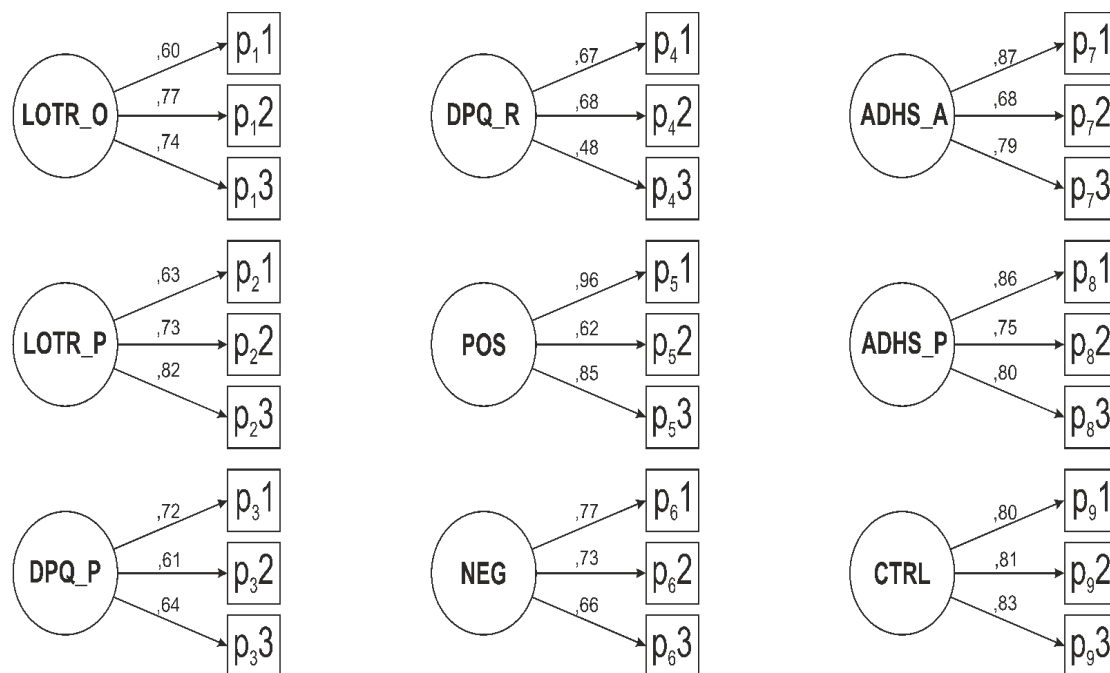 LOTR_O
,60
p₁1
,77
p₁2
,74
p₁3
DPQ_R
,67
p₄1
,68
p₄2
,48
p₄3
ADHS_A
,87
p₇1
,68
p₇2
,79
p₇3
LOTR_P
,63
p₂1
,73
p₂2
,82
p₂3
POS
,96
p₅1
,62
p₅2
,85
p₅3
ADHS_P
,86
p₈1
,75
p₈2
,80
p₈3
DPQ_P
,72
p₃1
,61
p₃2
,64
p₃3
NEG
,77
p₆1
,73
p₆2
,66
p₆3
CTRL
,80
p₉1
,81
p₉2
,83
p₉3